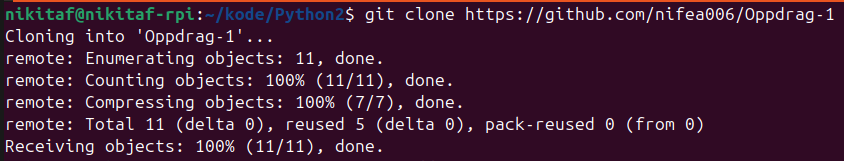 nikitaf@nikitaf-rpi:~/kode/Python2$ git clone https://github.com/nifea006/Oppdrag-1
Cloning into 'Oppdrag-1'...
remote: Enumerating objects: 11, done.
remote: Counting objects: 100% (11/11), done.
remote: Compressing objects: 100% (7/7), done.
remote: Total 11 (delta 0), reused 5 (delta 0), pack-reused 0 (from 0)
Receiving objects: 100% (11/11), done.